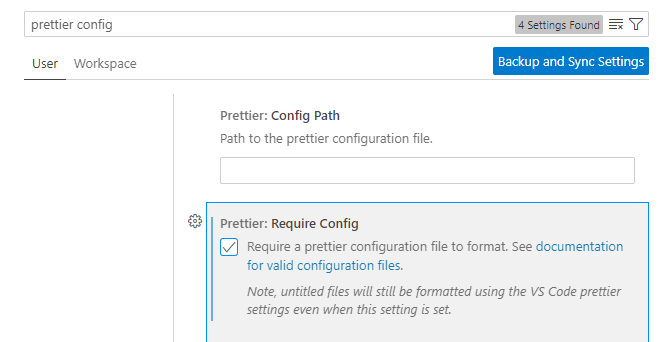 prettier config
4 Settings Found
User
Workspace
Backup and Sync Settings
Prettier: Config Path
Path to the prettier configuration file.
Prettier: Require Config
Require a prettier configuration file to format. See documentation
for valid configuration files.
Note, untitled files will still be formatted using the VS Code prettier
settings even when this setting is set.